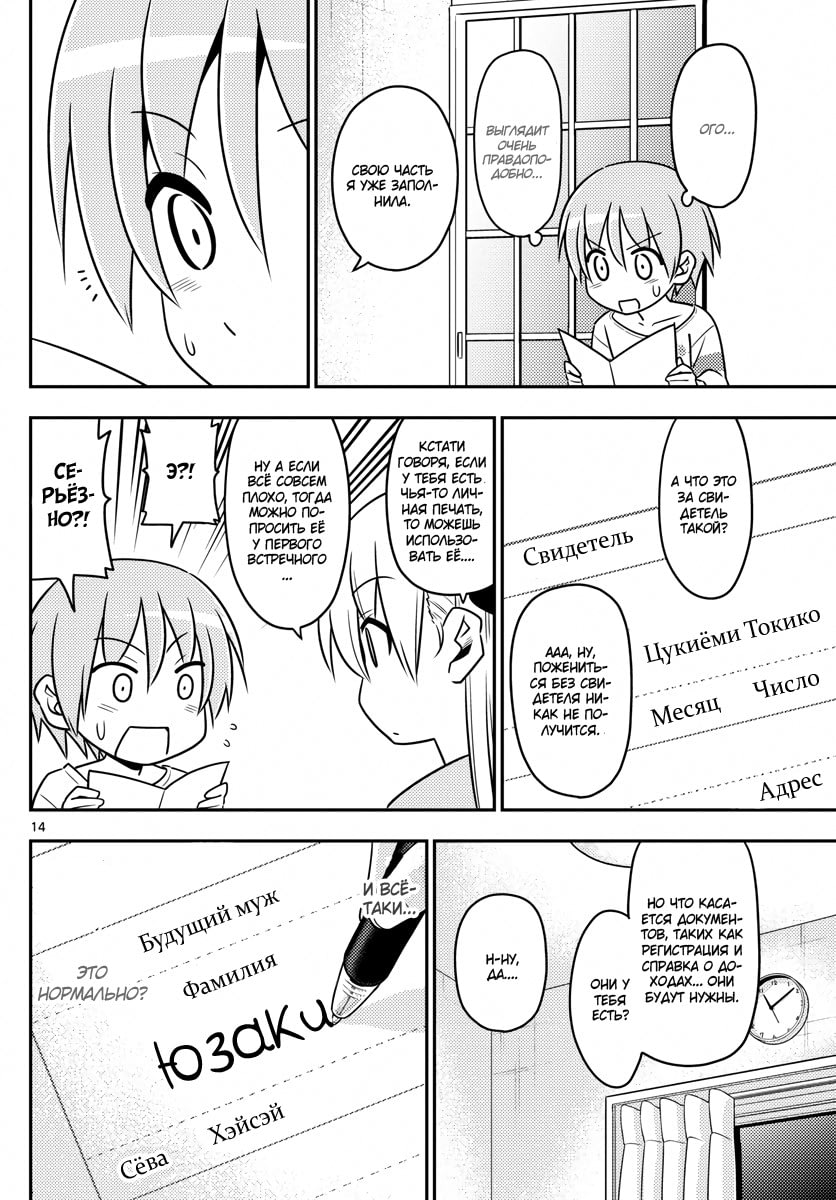 ОГО...
ВЫГЛЯДИТ
ОЧЕНЬ
ПРАВДОПО-
ДОБНО...
СВОЮ ЧАСТЬ
Я УЖЕ ЗАПОЛ-
НИЛА.
А ЧТО ЭТО
ЗА СВИ-
ДЕТЕЛЬ
ТАКОЙ?
Свидетель
Цукиёми Токико
Месяц Число
Адрес
ААА, НУ,
ПОЖЕНИТЬ-
СЯ БЕЗ СВИ-
ДЕТЕЛЯ НИ-
КАК НЕ ПО-
ЛУЧИТСЯ.
КСТАТИ
ГОВОРЯ, ЕСЛИ
У ТЕБЯ ЕСТЬ
ЧЬЯ-ТО ЛИЧ-
НАЯ ПЕЧАТЬ,
ТО МОЖЕШЬ
ИСПОЛЬЗО-
ВАТЬ ЕЁ....
НУ А ЕСЛИ
ВСЁ СОВСЕМ
ПЛОХО, ТОГДА
МОЖНО ПО-
ПРОСИТЬ ЕЁ
У ПЕРВОГО
ВСТРЕЧНОГО
...
Э?!
СЕ-
РЬЁЗ-
НО?!
14
НО ЧТО КАСА-
ЕТСЯ ДОКУМЕН-
ТОВ, ТАКИХ КАК
РЕГИСТРАЦИЯ И
СПРАВКА О ДО-
ХОДАХ... ОНИ
БУДУТ НУЖНЫ.
ОНИ У
ТЕБЯ
ЕСТЬ?
Н-НУ,
ДА....
И ВСЁ-
ТАКИ...
ЭТО
НОРМАЛЬНО?
Будущий муж
Фамилия
Юзаки
Сёва Хэйсэй